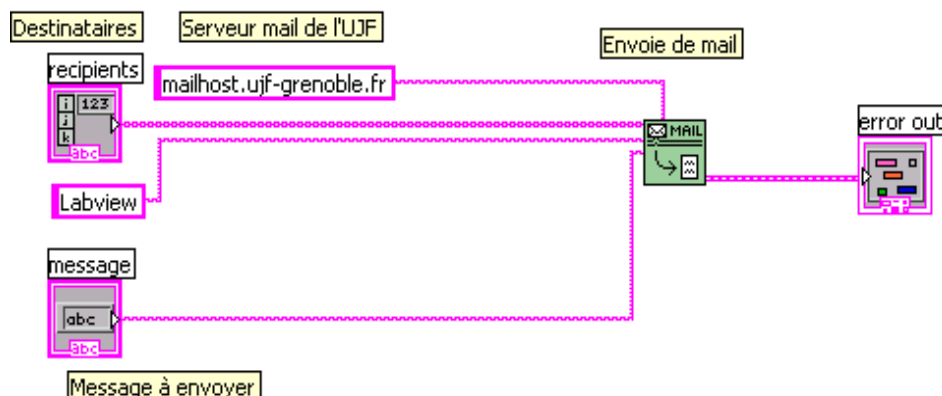 Destinataires
Serveur mail de l'UJF
Envoie de mail
recipients
mailhost.ujf-grenoble.fr
i
j
k
123
abc
MAIL
error out
Labview
message
abc
abc
Message à envoyer